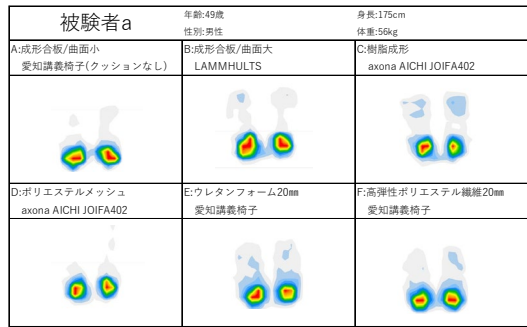 被験者a
年齢:49歳
性別:男性
身長:175cm
体重:56kg
A:成形合板/曲面小
愛知講義椅子(クッションなし)
B:成形合板/曲面大
LAMMHULTS
C:樹脂成形
axona AICHI JOIFA402
D:ポリエステルメッシュ
axona AICHI JOIFA402
E:ウレタンフォーム20㎜
愛知講義椅子
F:高弾性ポリエステル繊維20㎜
愛知講義椅子